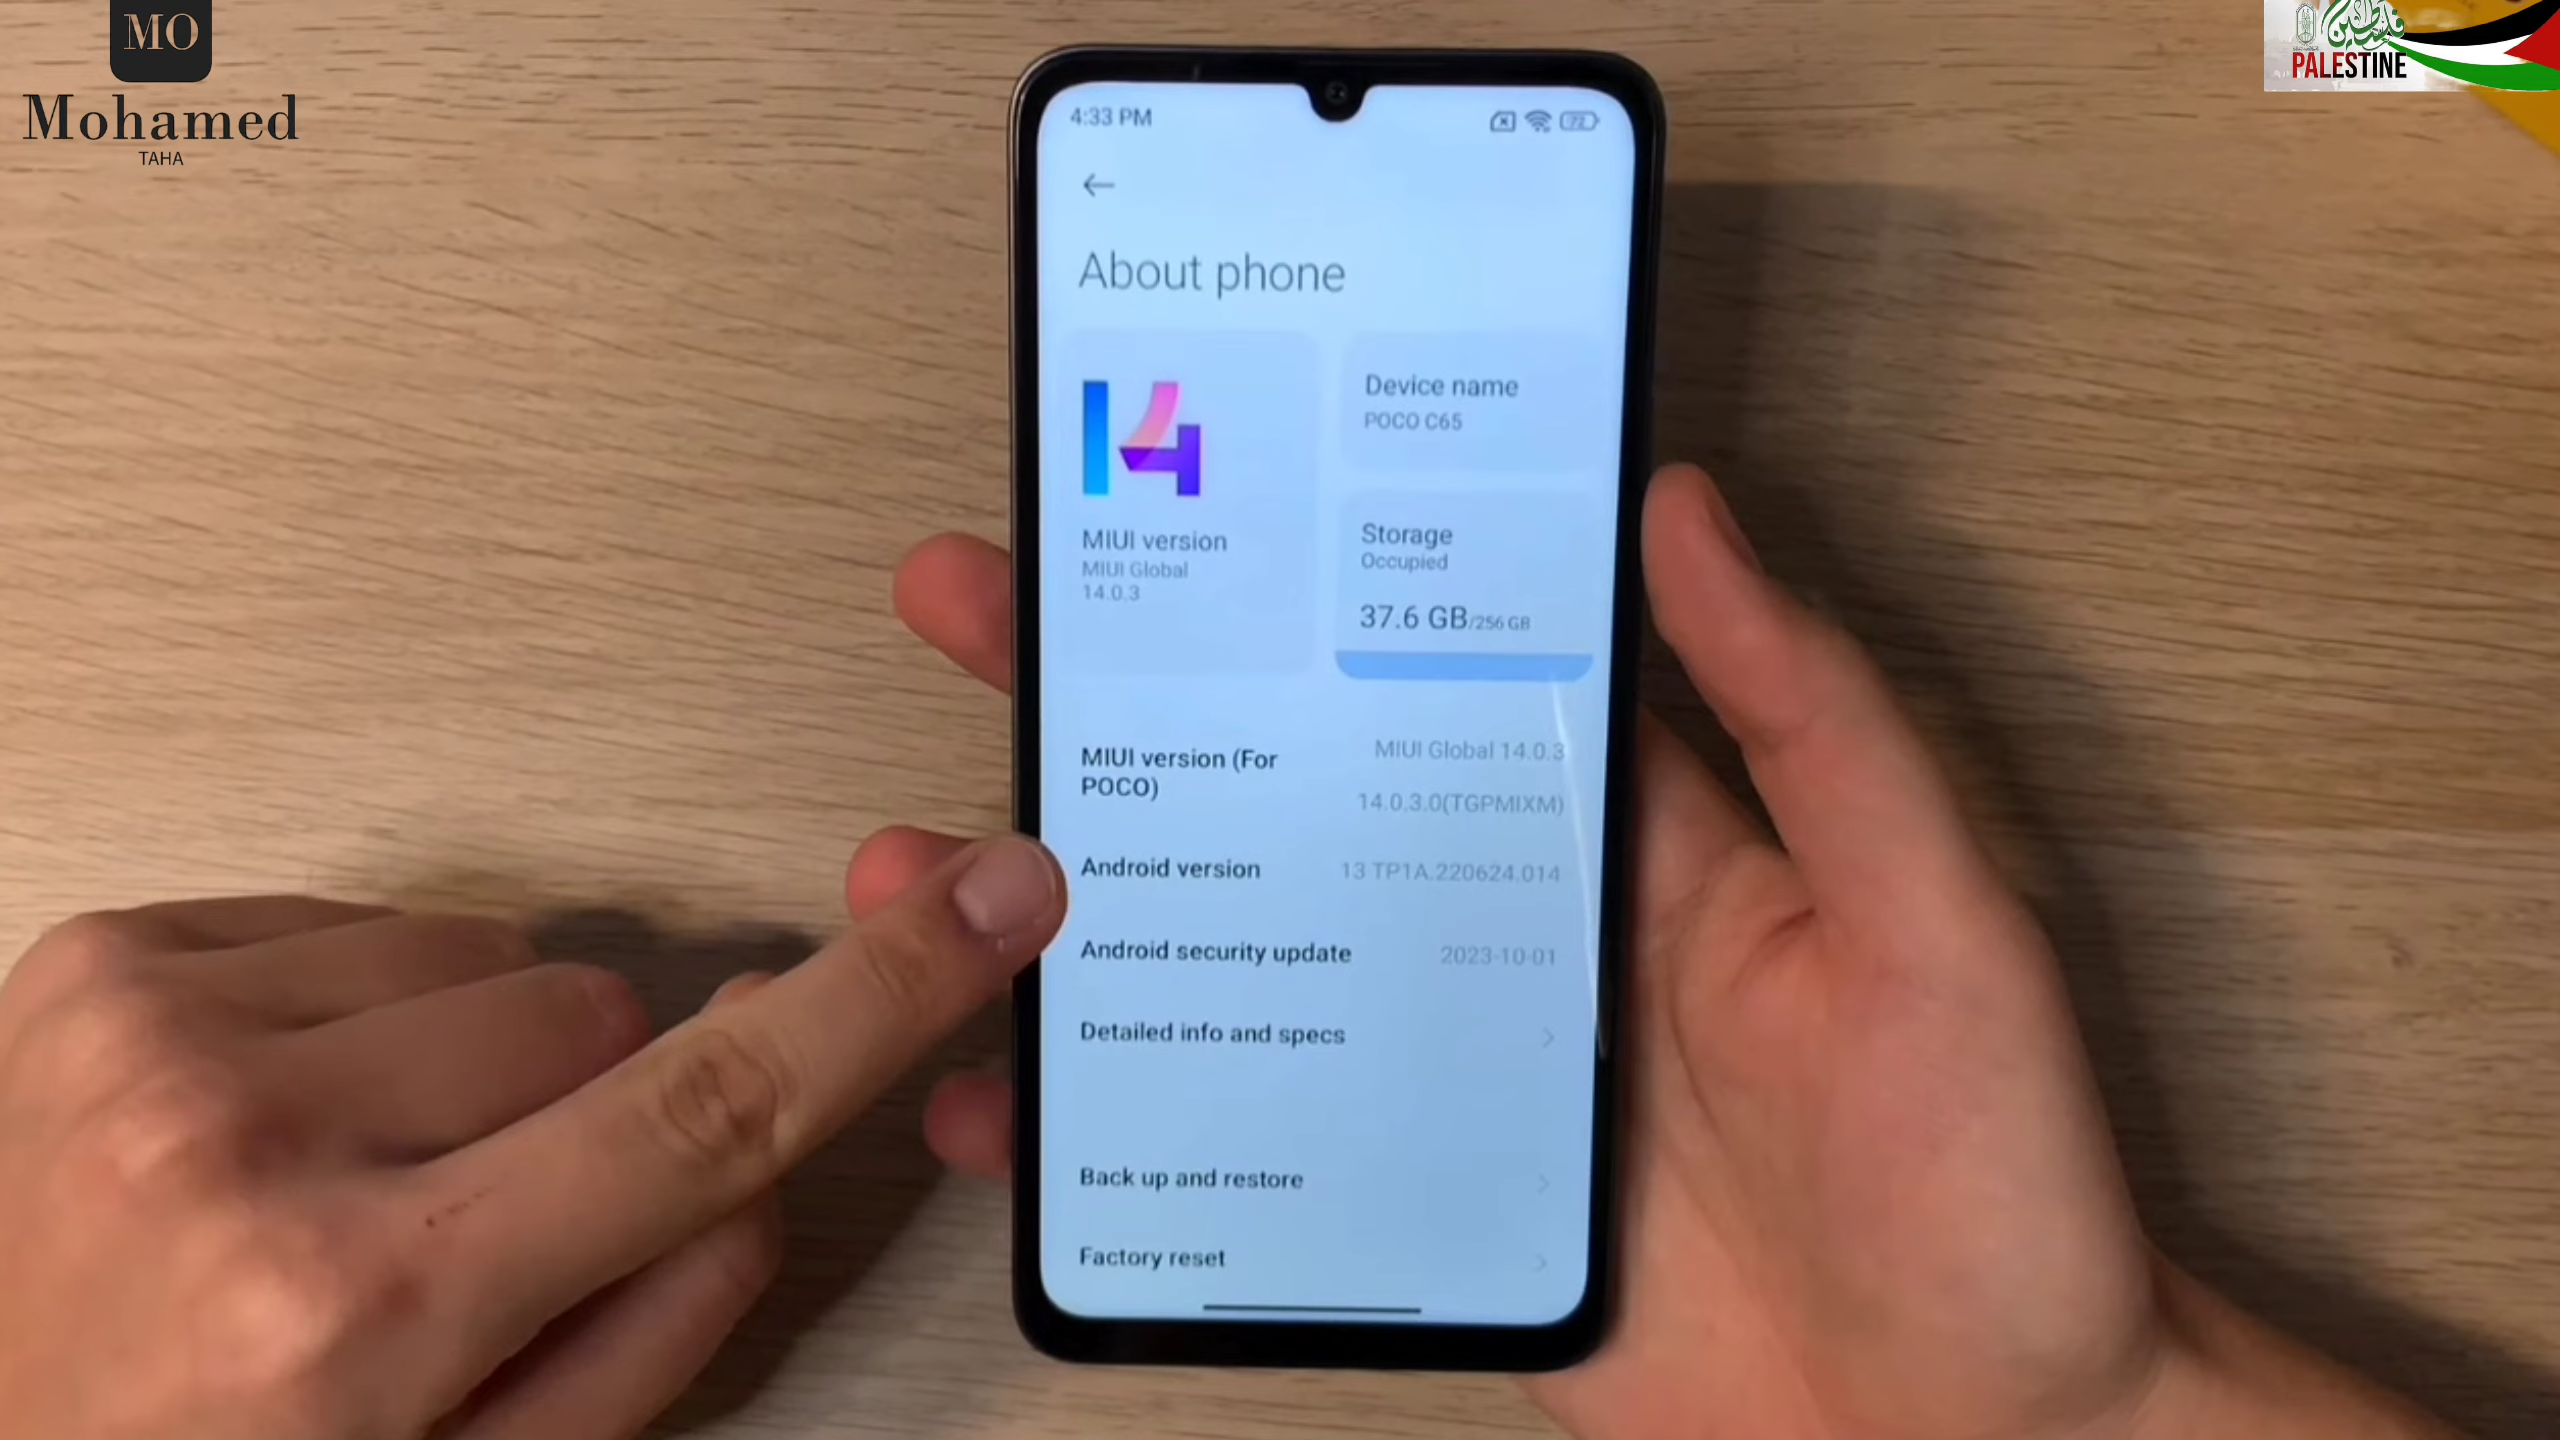 MO
Mohamed
TAHA
فلسطين
PALESTINE
4:33 PM
72
About phone
14
MIUI version
MIUI Global
14.0.3
Device name
POCO C65
Storage
Occupied
37.6 GB/256 GB
MIUI version (For
POCO)
MIUI Global 14.0.3
14.0.3.0(TGPMIXM)
Android version
13 TP1A.220624.014
Android security update
2023-10-01
Detailed info and specs
Back up and restore
Factory reset